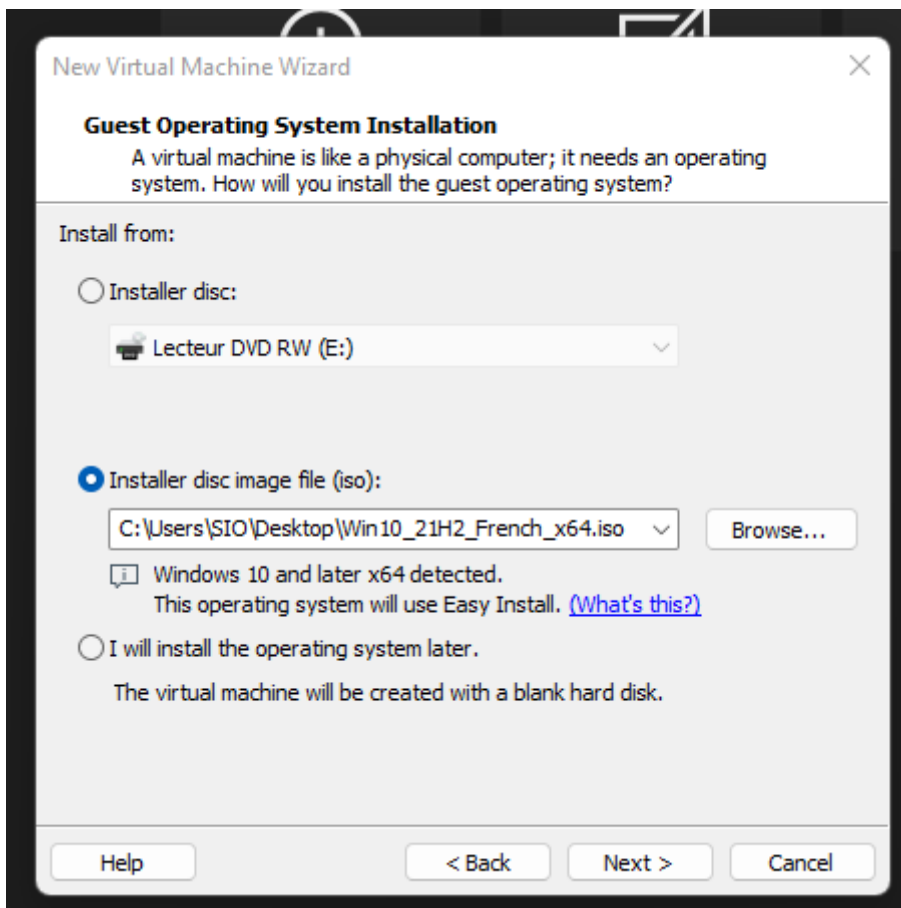 New Virtual Machine Wizard
Guest Operating System Installation
A virtual machine is like a physical computer; it needs an operating
system. How will you install the guest operating system?
Install from:
Installer disc:
Lecteur DVD RW (E:)
Installer disc image file (iso):
C:\Users\SIO\Desktop\Win10_21H2_French_x64.iso
Browse...
Windows 10 and later x64 detected.
This operating system will use Easy Install. (What's this?)
I will install the operating system later.
The virtual machine will be created with a blank hard disk.
Help
< Back
Next >
Cancel